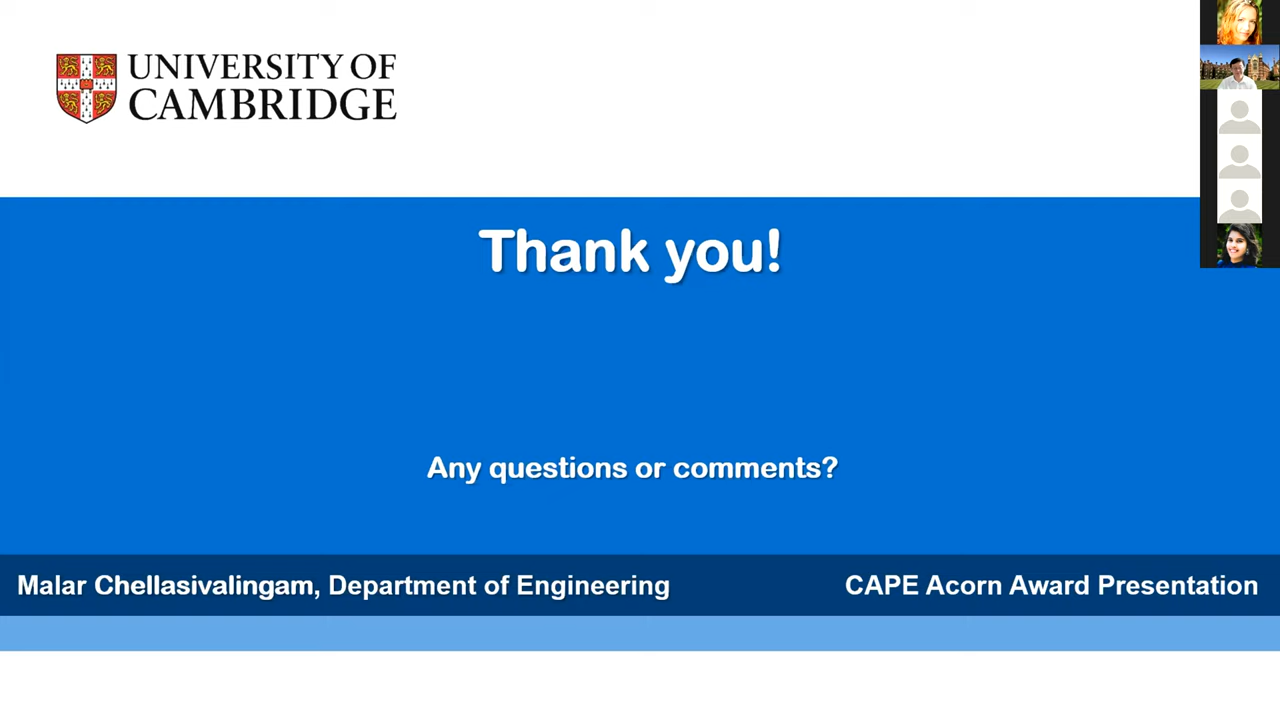 UNIVERSITY OF
CAMBRIDGE
Thank you!
Any questions or comments?
Malar Chellasivalingam, Department of Engineering
CAPE Acorn Award Presentation